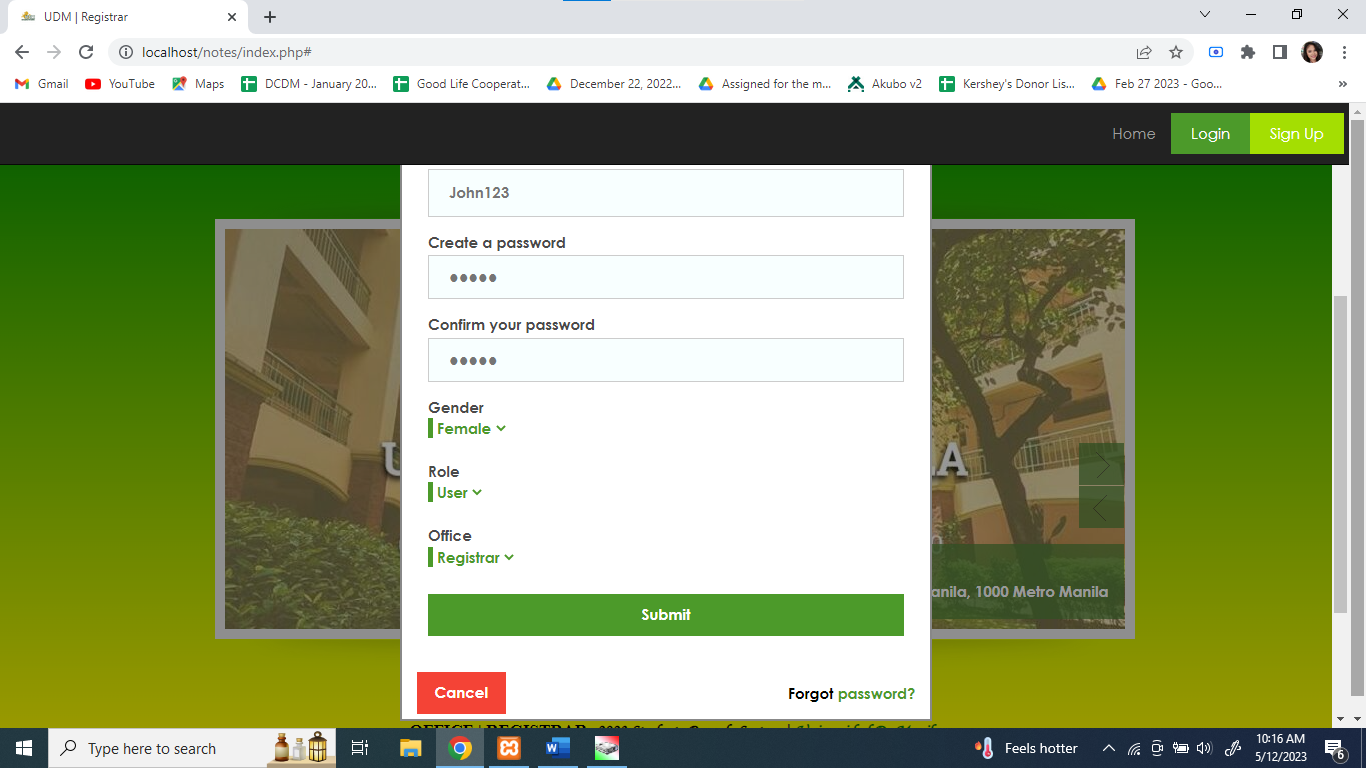 UDM | Registrar
localhost/notes/index.php#
Gmail
YouTube
Maps
DCDM - January 20...
Good Life Cooperat...
December 22, 2022...
Assigned for the m...
Akubo v2
Kershey's Donor Lis...
Feb 27 2023 - Goo...
»
Home
Login
Sign Up
John123
Create a password
●●●●●
Confirm your password
●●●●●
Gender
Female
Role
User
Office
Registrar
anila, 1000 Metro Manila
Submit
Cancel
Forgot password?
OFFICE | REGISTRAR
Type here to search
Feels hotter
10:16 AM
5/12/2023
6